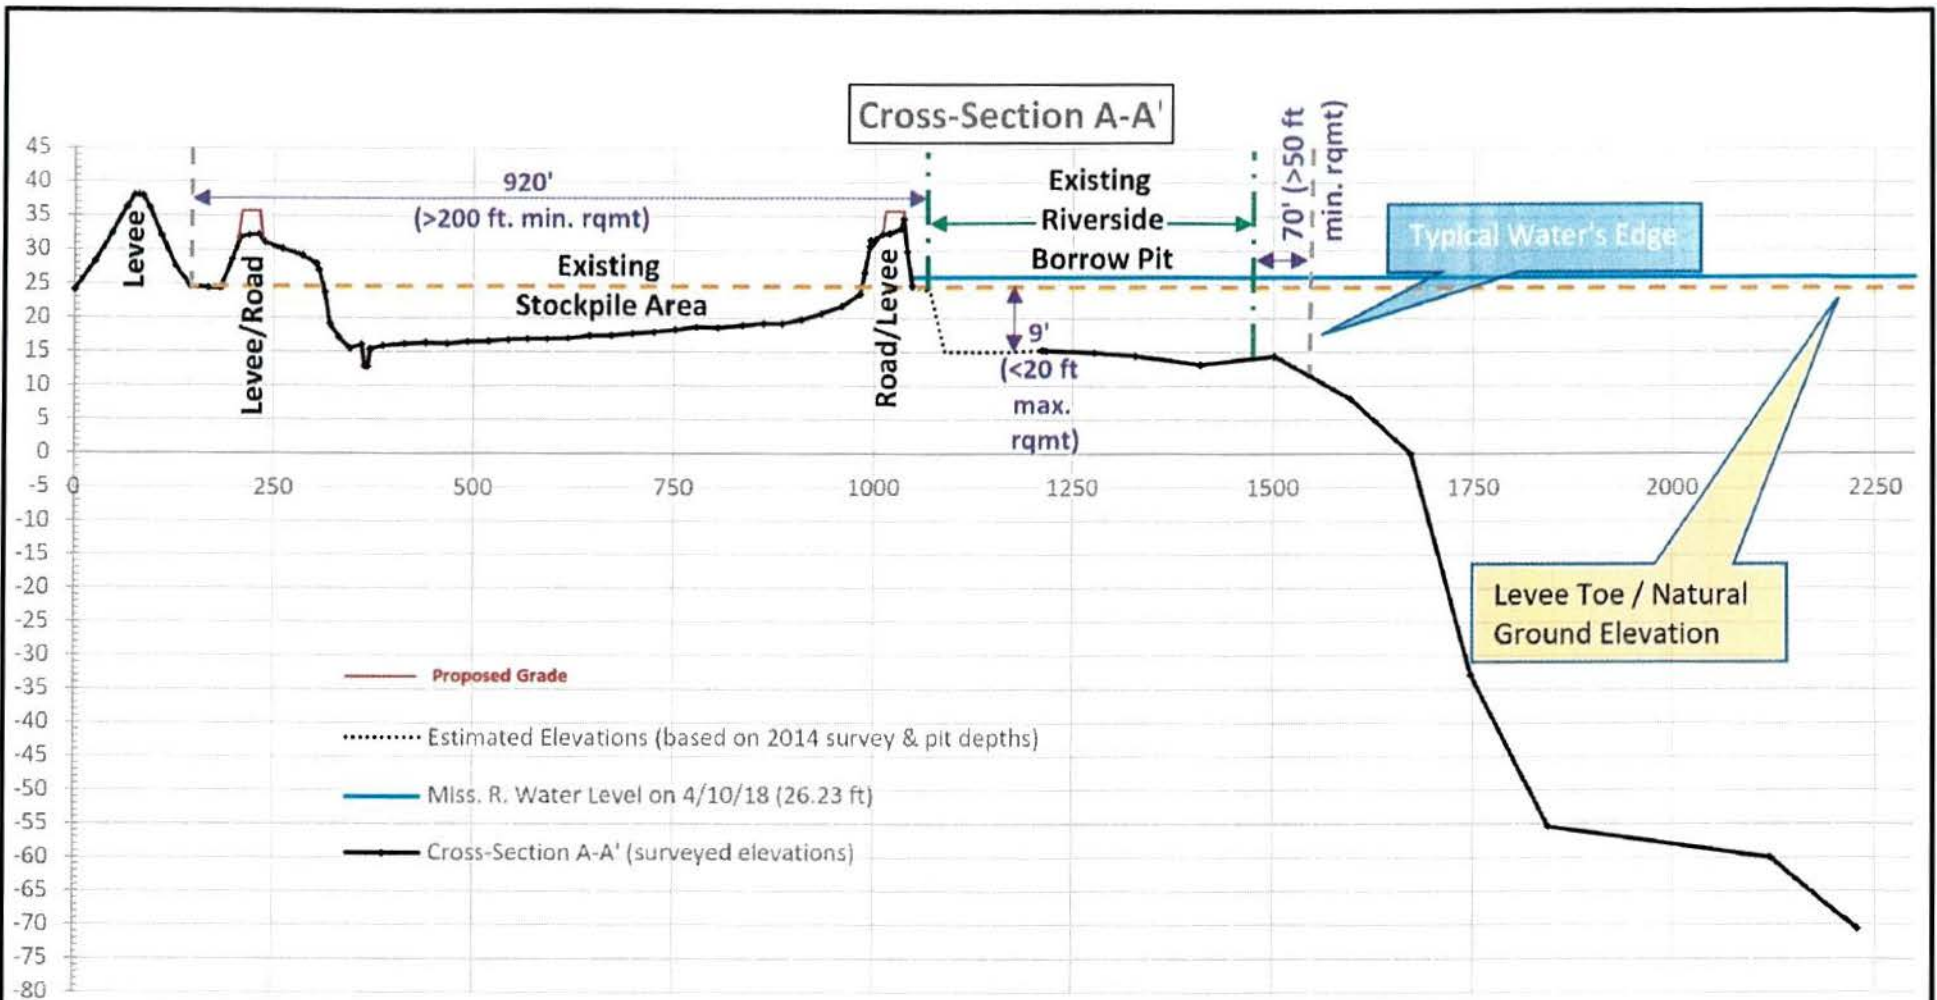 Cross-Section A-A'
45
40
35
30
25
20
15
10
5
0
-5
-10
-15
-20
-25
-30
-35
-40
-45
-50
-55
-60
-65
-70
-75
-80
0
250
500
750
1000
1250
1500
1750
2000
2250
Levee
Levee/Road
920'
(>200 ft. min. rqmt)
Existing
Stockpile Area
Road/Levee
Existing
Riverside
Borrow Pit
9'
(<20 ft
max.
rqmt)
70' (>50 ft
min. rqmt)
Typical Water's Edge
Levee Toe / Natural
Ground Elevation
Proposed Grade
Estimated Elevations (based on 2014 survey & pit depths)
Miss. R. Water Level on 4/10/18 (26.23 ft)
Cross-Section A-A' (surveyed elevations)